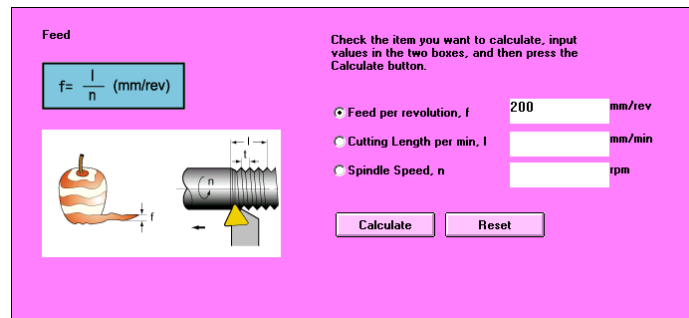 Feed
f= l/n (mm/rev)
Check the item you want to calculate, input
values in the two boxes, and then press the
Calculate button.
Feed per revolution, f 200 mm/rev
Cutting Length per min, l mm/min
Spindle Speed, n rpm
Calculate Reset
l
t
n
f